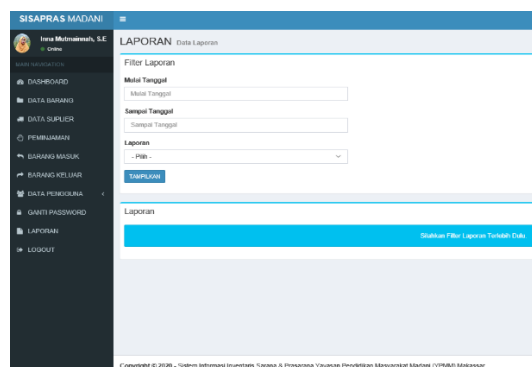 SISAPRAS MADANI
Inna Mutmainnah, S.E
Online
MAIN NAVIGATION
DASHBOARD
DATA BARANG
DATA SUPLIER
PEMINJAMAN
BARANG MASUK
BARANG KELUAR
DATA PENGGUNA
GANTI PASSWORD
LAPORAN
LOGOUT
LAPORAN Data Laporan
Filter Laporan
Mulai Tanggal
Mulai Tanggal
Sampai Tanggal
Sampai Tanggal
Laporan
- Pilih -
TAMPILKAN
Laporan
Silahkan Filter Laporan Terlebih Dulu
Copyright © 2020 - Sistem Informasi Inventaris Sarana & Prasarana Yayasan Pendidikan Masyarakat Madani (YPMM) Makassar